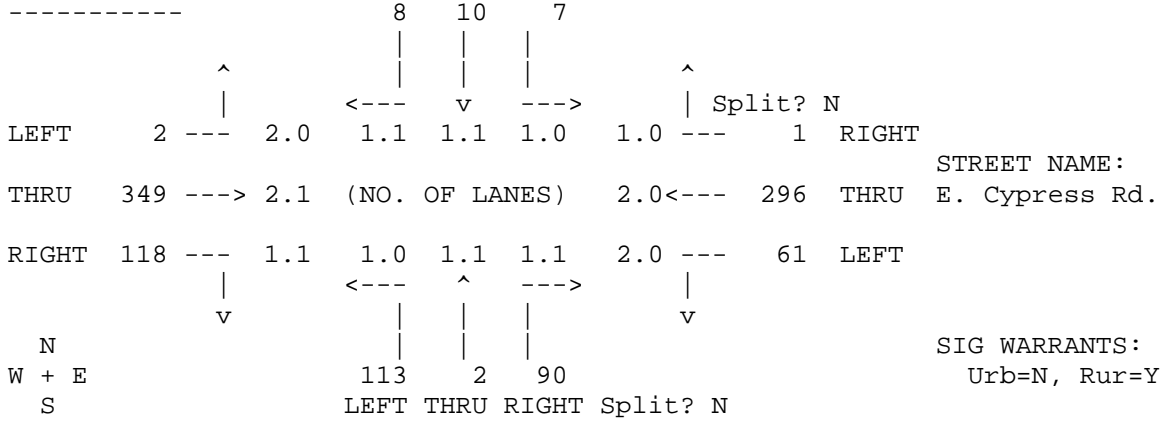 ----------- 8 10 7
| | |
^ | | | ^
| <--- v ---> | Split? N
LEFT 2 --- 2.0 1.1 1.1 1.0 1.0 --- 1 RIGHT
STREET NAME:
THRU 349 ---> 2.1 (NO. OF LANES) 2.0<--- 296 THRU E. Cypress Rd.
RIGHT 118 --- 1.1 1.0 1.1 1.1 2.0 --- 61 LEFT
| <--- ^ ---> |
v | | | v
N | | | SIG WARRANTS:
W + E 113 2 90 Urb=N, Rur=Y
S LEFT THRU RIGHT Split? N